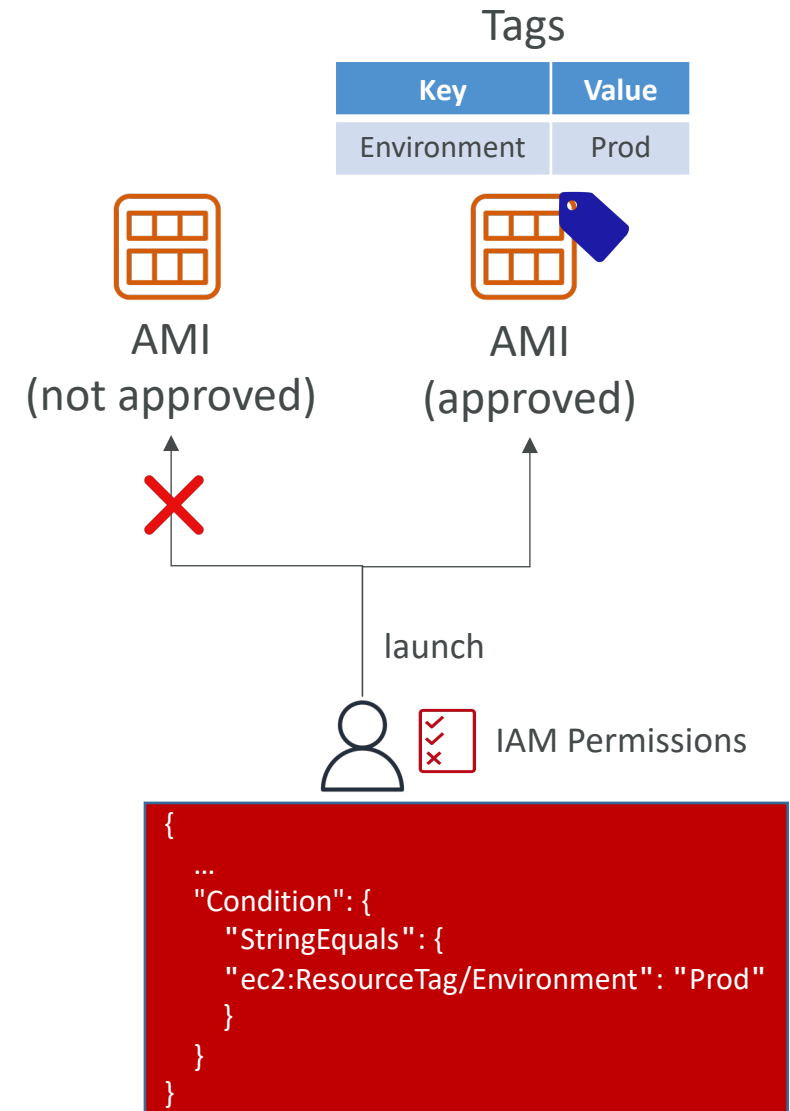 Tags
Key Value
Environment Prod
AMI AMI
(not approved) (approved)
launch
IAM Permissions
{
...
"Condition": {
"StringEquals": {
"ec2:ResourceTag/Environment": "Prod"
}
}
}